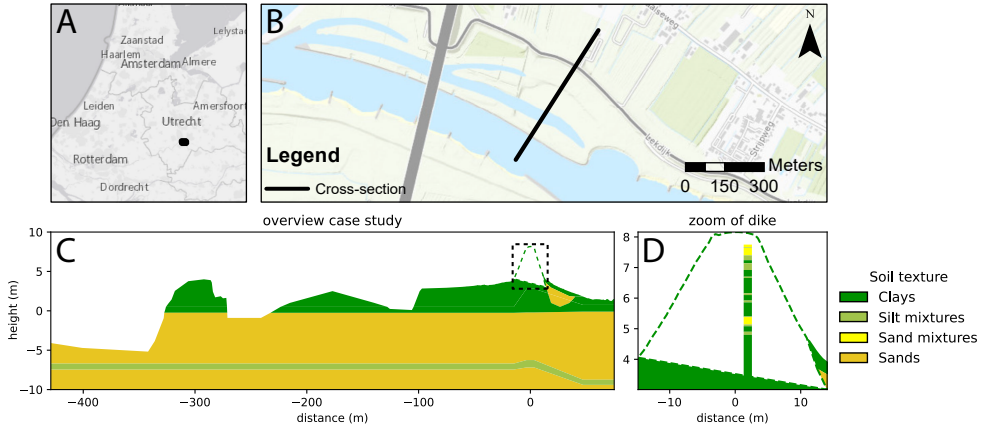 A
Lelystad
Zaanstad
Haarlem
Amsterdam
Almere
Leiden
Amersfoort
Den Haag
Utrecht
Rotterdam
Dordrecht
B
N
Lekdijk
Strijpweg
Legend
Cross-section
Meters
0 150 300
overview case study
C
10
5
0
−5
−10
height (m)
−400 −300 −200 −100 0
distance (m)
zoom of dike
D
8
7
6
5
4
−10 0 10
distance (m)
Soil texture
Clays
Silt mixtures
Sand mixtures
Sands